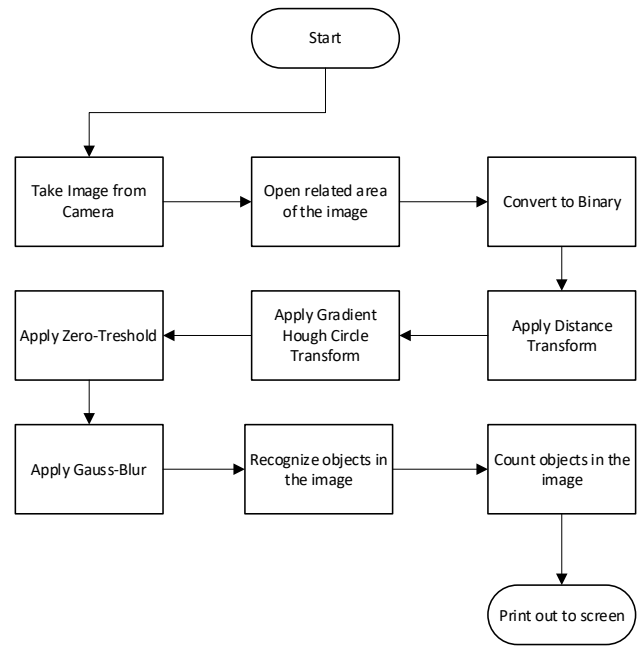 Start
Take Image from
Camera
Open related area
of the image
Convert to Binary
Apply Distance
Transform
Apply Gradient
Hough Circle
Transform
Apply Zero-Treshold
Apply Gauss-Blur
Recognize objects in
the image
Count objects in the
image
Print out to screen